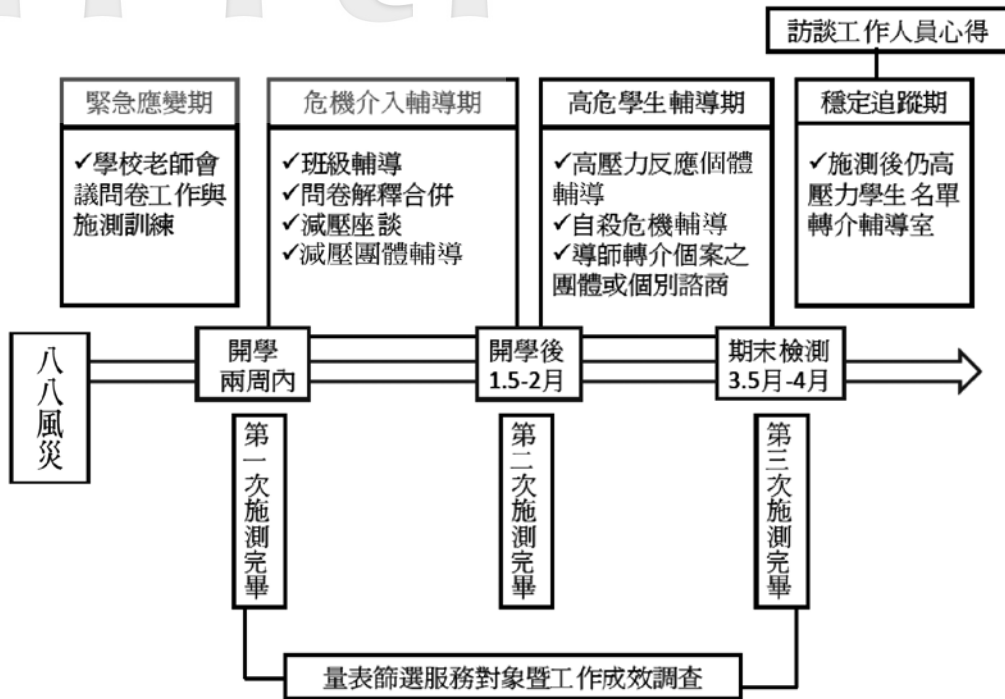 訪談工作人員心得
緊急應變期
✓學校老師會
議問卷工作與
施測訓練
危機介入輔導期
✓班級輔導
✓問卷解釋合併
✓減壓座談
✓減壓團體輔導
高危學生輔導期
✓高壓力反應個體
輔導
✓自殺危機輔導
✓導師轉介個案之
團體或個別諮商
穩定追蹤期
✓施測後仍高
壓力學生名單
轉介輔導室
八八風災
開學
兩周內
開學後
1.5-2月
期末檢測
3.5月-4月
第一次施測完畢
第二次施測完畢
第三次施測完畢
量表篩選服務對象暨工作成效調查